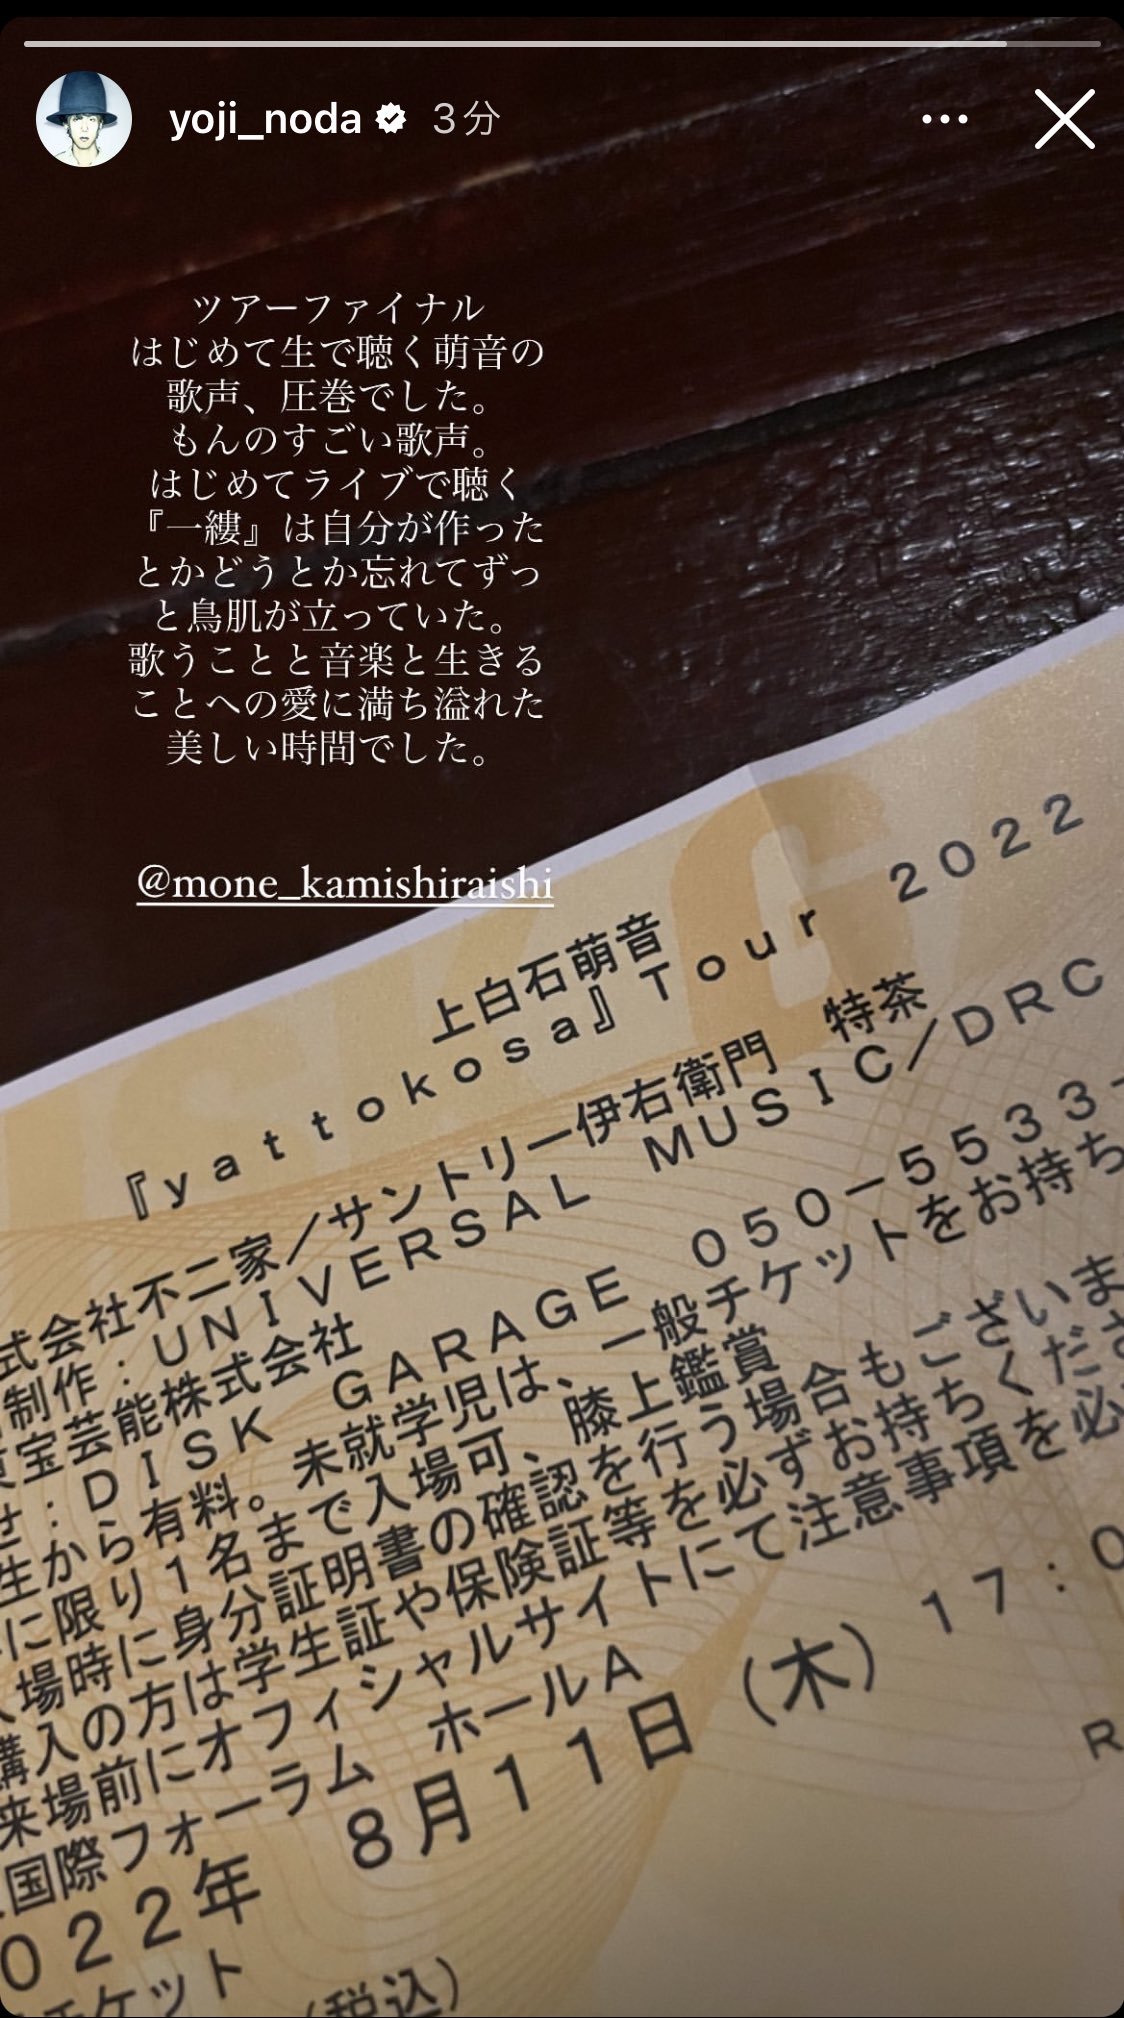 yoji_noda 3分
ツアーファイナル
はじめて生で聴く萌音の
歌声、圧巻でした。
もんのすごい歌声。
はじめてライブで聴く
『一縷』は自分が作った
とかどうとか忘れてずっ
と鳥肌が立っていた。
歌うことと音楽と生きる
ことへの愛に満ち溢れた
美しい時間でした。
@mone_kamishiraishi
上白石萌音
『yattokosa』Tour 2022
式会社不二家／サントリー伊右衛門 特茶
制作：UNIVERSAL MUSIC／DRC
宝芸能株式会社
せ：DISK GARAGE 050－5533－
生から有料。未就学児は、一般チケットをお持ち
に限り1名まで入場可、膝上鑑賞
場時に身分証明書の確認を行う場合もございま
購入の方は学生証や保険証等を必ずお持ちくださ
来場前にオフィシャルサイトにて注意事項を必
国際フォーラム ホールA
022年 8月11日（木）17：0
チケット
（税込）
R